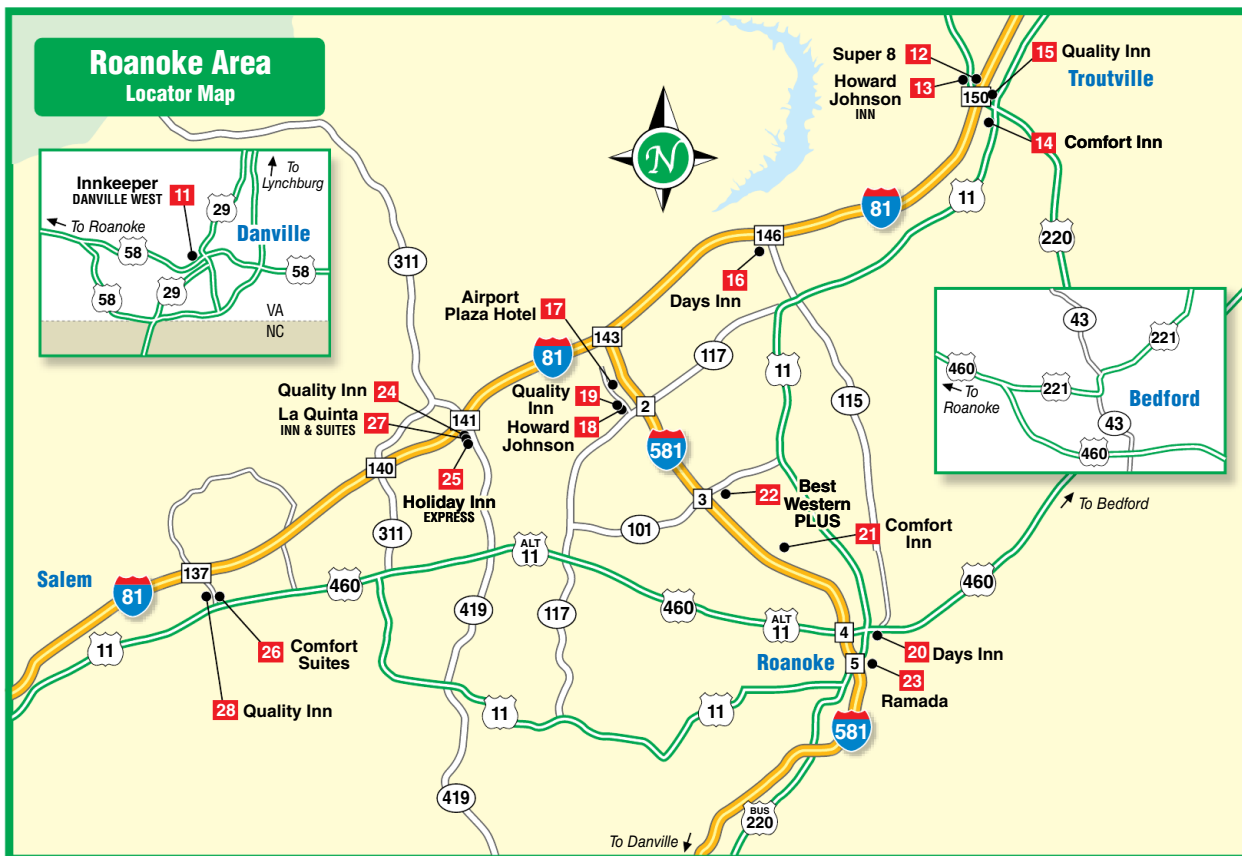 Roanoke Area
Locator Map
N
Super 8 12
Howard
Johnson
INN
13
15 Quality Inn
Troutville
150
14 Comfort Inn
11
81
220
146
16
Days Inn
Innkeeper
DANVILLE WEST
11
To
Lynchburg
29
To Roanoke
Danville
58
58
29
58
VA
NC
311
Airport
Plaza Hotel
17
143
81
117
11
115
Quality
Inn
19
Howard
Johnson
18
2
581
Quality Inn 24
La Quinta
INN & SUITES
27
141
140
25
Holiday Inn
EXPRESS
311
43
221
460
To
Roanoke
221
Bedford
43
460
3
22
Best
Western
PLUS
101
21 Comfort
Inn
To Bedford
ALT
11
Salem
81
137
460
419
117
460
ALT
11
4
460
11
26 Comfort
Suites
28 Quality Inn
Roanoke
5
20 Days Inn
23
Ramada
11
11
581
419
BUS
220
To Danville